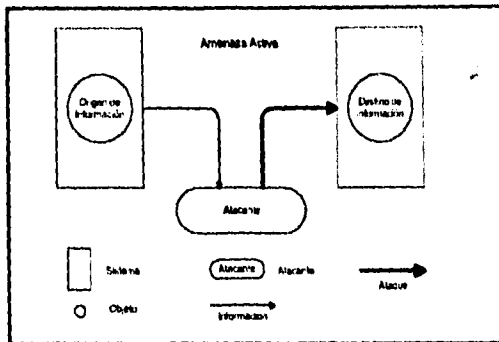 Amenaza Activa
Origen de
Información
Destino de
Información
Atacante
Sistema
Atacante
Atacante
Ataque
Objeto
Información